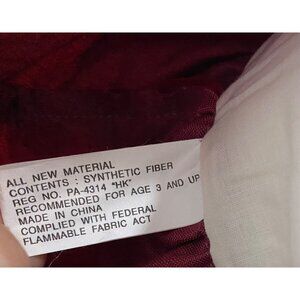 ALL NEW MATERIAL
CONTENTS : SYNTHETIC FIBER
REG NO. PA-4314 "HK"
RECOMMENDED FOR AGE 3 AND UP
MADE IN CHINA
COMPLIED WITH FEDERAL
FLAMMABLE FABRIC ACT